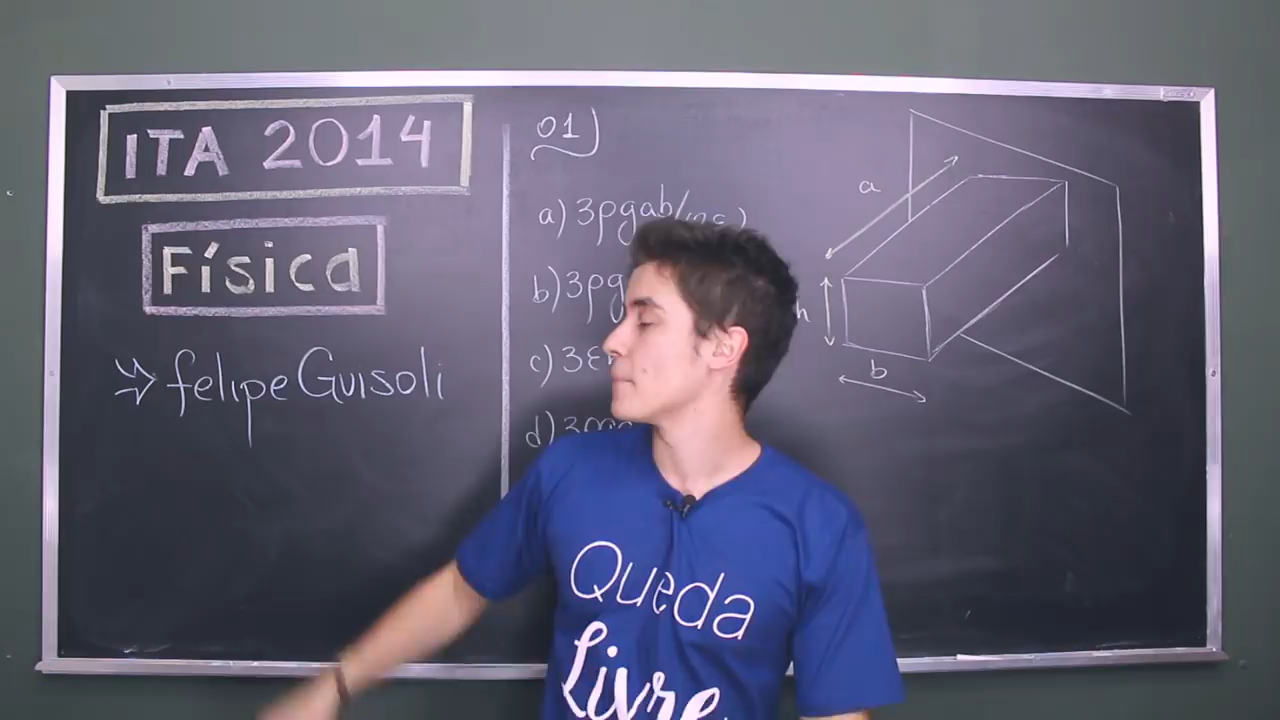 ITA 2014
Física
felipe Guisoli
01)
a) 3ρgab/
b) 3ρg
c) 3ε
d) 3
a
h
b
Queda
Livre